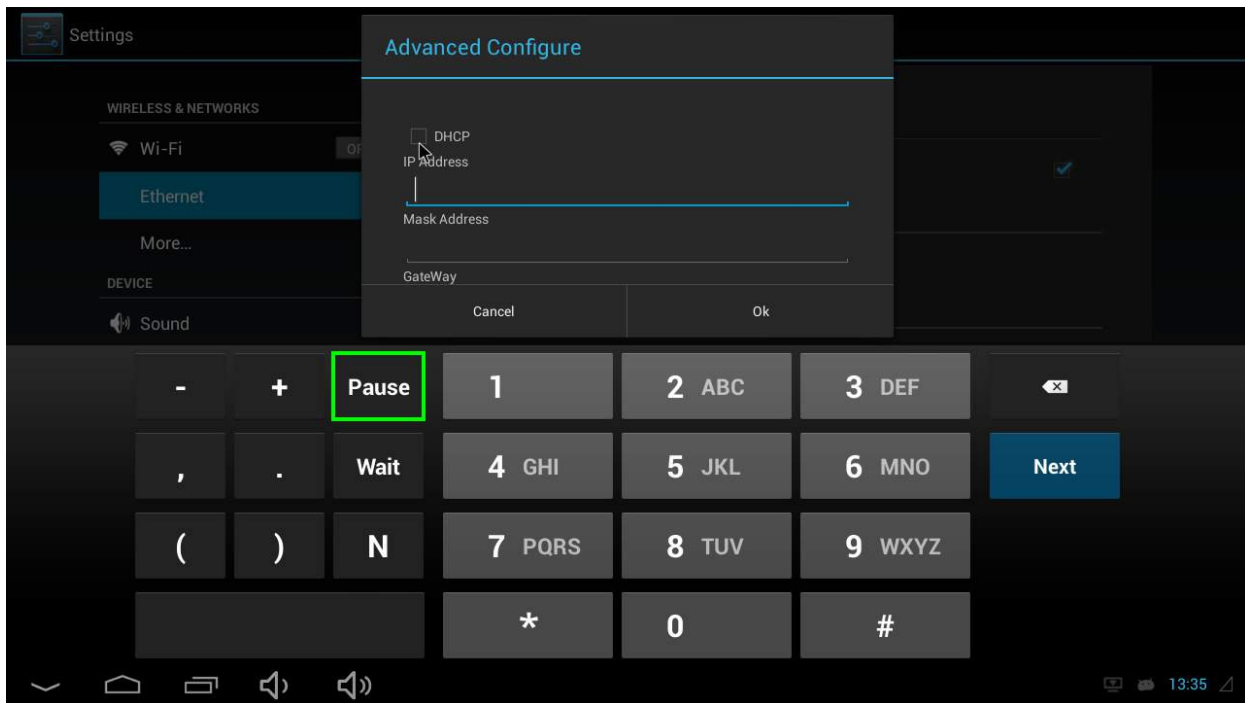 Settings
Advanced Configure
WIRELESS & NETWORKS
DHCP
Wi-Fi
IP Address
Ethernet
Mask Address
More...
DEVICE
GateWay
Cancel
Ok
Sound
-
+
Pause
1
2 ABC
3 DEF
,
.
Wait
4 GHI
5 JKL
6 MNO
Next
(
)
N
7 PQRS
8 TUV
9 WXYZ
*
0
#
13:35